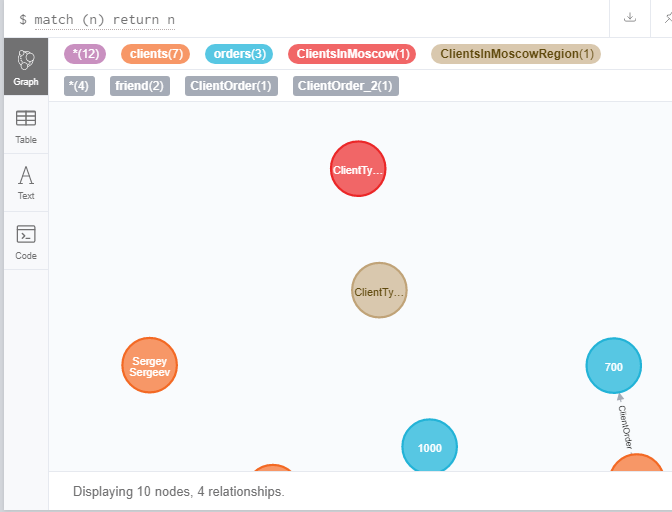 $ match (n) return n
*(12) clients(7) orders(3) ClientsInMoscow(1) ClientsInMoscowRegion(1)
Graph
*(4) friend(2) ClientOrder(1) ClientOrder_2(1)
Table
Text
Code
ClientTy...
ClientTy...
Sergey
Sergeev
700
ClientOrder
1000
Displaying 10 nodes, 4 relationships.